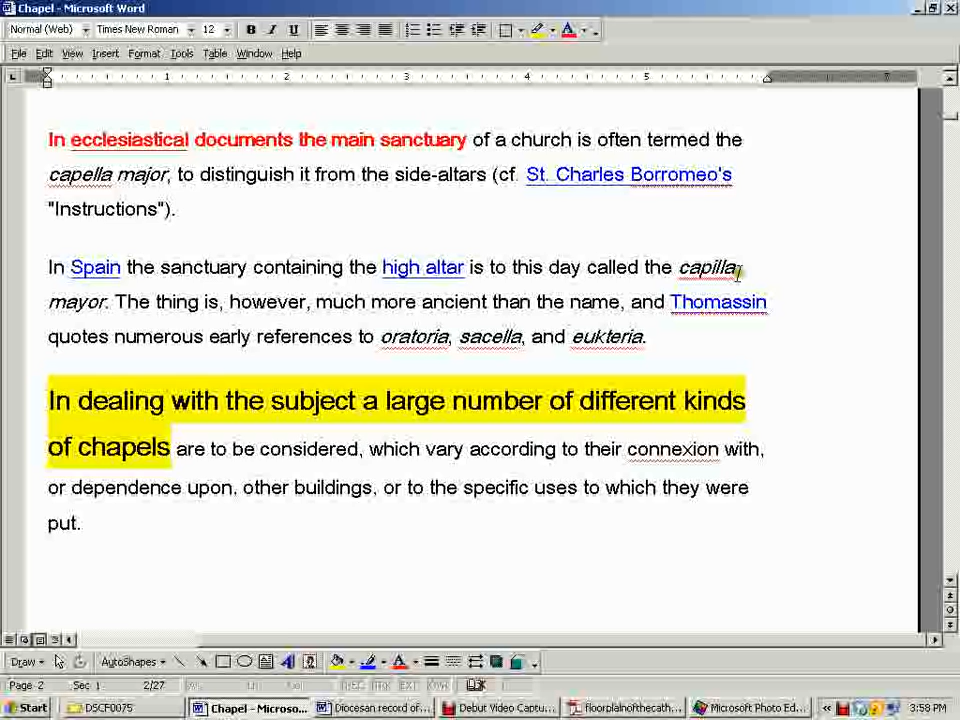 Chapel - Microsoft Word
Normal (Web) Times New Roman 12 B I U A
File Edit View Insert Format Tools Table Window Help
1 2 3 4 5 7
In ecclesiastical documents the main sanctuary of a church is often termed the
capella major, to distinguish it from the side-altars (cf. St. Charles Borromeo's
"Instructions").
In Spain the sanctuary containing the high altar is to this day called the capilla
mayor. The thing is, however, much more ancient than the name, and Thomassin
quotes numerous early references to oratoria, sacella, and eukteria.
In dealing with the subject a large number of different kinds
of chapels are to be considered, which vary according to their connexion with,
or dependence upon, other buildings, or to the specific uses to which they were
put.
Draw AutoShapes A
Page 2 Sec 1 2/27
Start DSCF0075 Chapel - Microso... Diocesan record of... Debut Video Captu... floorplainofthecath... Microsoft Photo Ed... « 3:58 PM